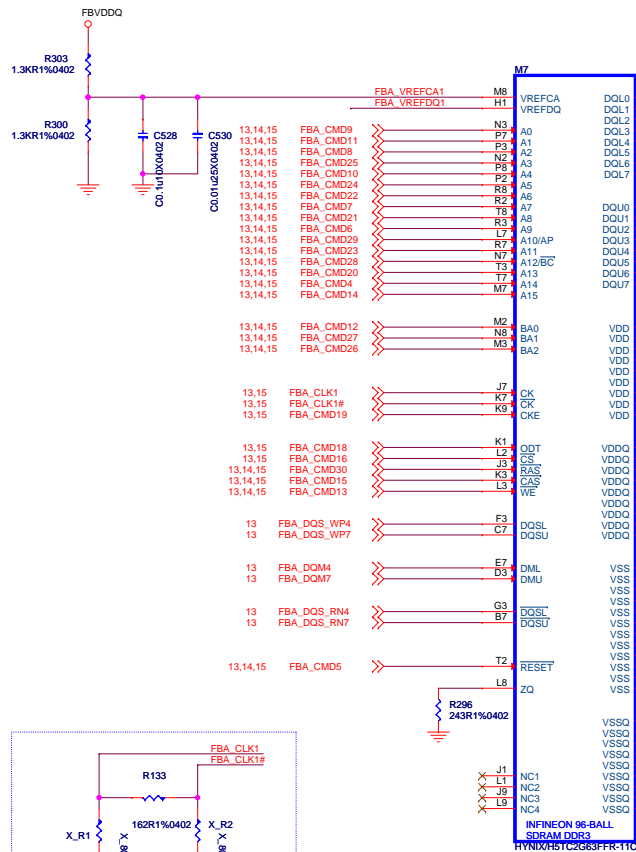 FBVDDQ
R303
1.3KR1%0402
R300
1.3KR1%0402
C528
C0.1u10X0402
C530
C0.01u25X0402
M7
FBA_VREFCA1 M8 VREFCA DQL0
FBA_VREFDQ1 H1 VREFDQ DQL1
DQL2
13,14,15 FBA_CMD9 N3 A0 DQL3
13,14,15 FBA_CMD11 P7 A1 DQL4
13,14,15 FBA_CMD8 P3 A2 DQL5
13,14,15 FBA_CMD25 N2 A3 DQL6
13,14,15 FBA_CMD10 P8 A4 DQL7
13,14,15 FBA_CMD24 P2 A5
13,14,15 FBA_CMD22 R8 A6
13,14,15 FBA_CMD7 R2 A7 DQU0
13,14,15 FBA_CMD21 T8 A8 DQU1
13,14,15 FBA_CMD6 R3 A9 DQU2
13,14,15 FBA_CMD29 L7 A10/AP DQU3
13,14,15 FBA_CMD23 R7 A11 DQU4
13,14,15 FBA_CMD28 N7 A12/BC DQU5
13,14,15 FBA_CMD20 T3 A13 DQU6
13,14,15 FBA_CMD4 T7 A14 DQU7
13,14,15 FBA_CMD14 M7 A15
13,14,15 FBA_CMD12 M2 BA0 VDD
13,14,15 FBA_CMD27 N8 BA1 VDD
13,14,15 FBA_CMD26 M3 BA2 VDD
VDD
VDD
VDD
13,15 FBA_CLK1 J7 CK VDD
13,15 FBA_CLK1# K7 CK VDD
13,15 FBA_CMD19 K9 CKE VDD
13,15 FBA_CMD18 K1 ODT VDDQ
13,15 FBA_CMD16 L2 CS VDDQ
13,14,15 FBA_CMD30 J3 RAS VDDQ
13,14,15 FBA_CMD15 K3 CAS VDDQ
13,14,15 FBA_CMD13 L3 WE VDDQ
VDDQ
VDDQ
13 FBA_DQS_WP4 F3 DQSL VDDQ
13 FBA_DQS_WP7 C7 DQSU VDDQ
13 FBA_DQM4 E7 DML VSS
13 FBA_DQM7 D3 DMU VSS
VSS
VSS
13 FBA_DQS_RN4 G3 DQSL VSS
13 FBA_DQS_RN7 B7 DQSU VSS
VSS
VSS
VSS
13,14,15 FBA_CMD5 T2 RESET VSS
VSS
L8 ZQ VSS
R296
243R1%0402
VSSQ
VSSQ
VSSQ
VSSQ
VSSQ
J1 NC1 VSSQ
L1 NC2 VSSQ
J9 NC3 VSSQ
L9 NC4 VSSQ
INFINEON 96-BALL
SDRAM DDR3
HYNIX/H5TC2G63FFR-11C
FBA_CLK1
FBA_CLK1#
R133
162R1%0402
X_R1
X_R2